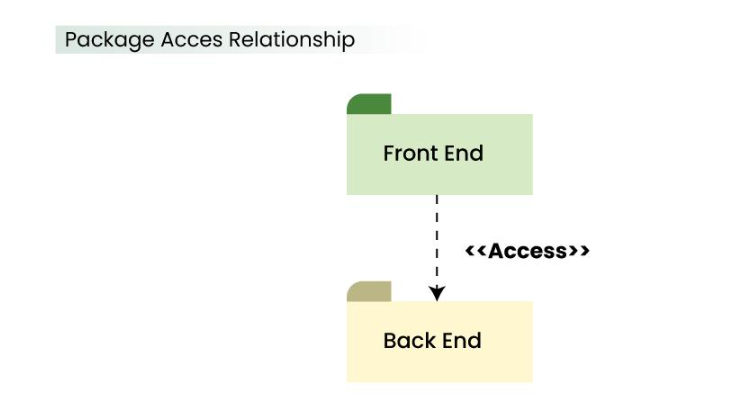 Package Acces Relationship
Front End
<<Access>>
Back End